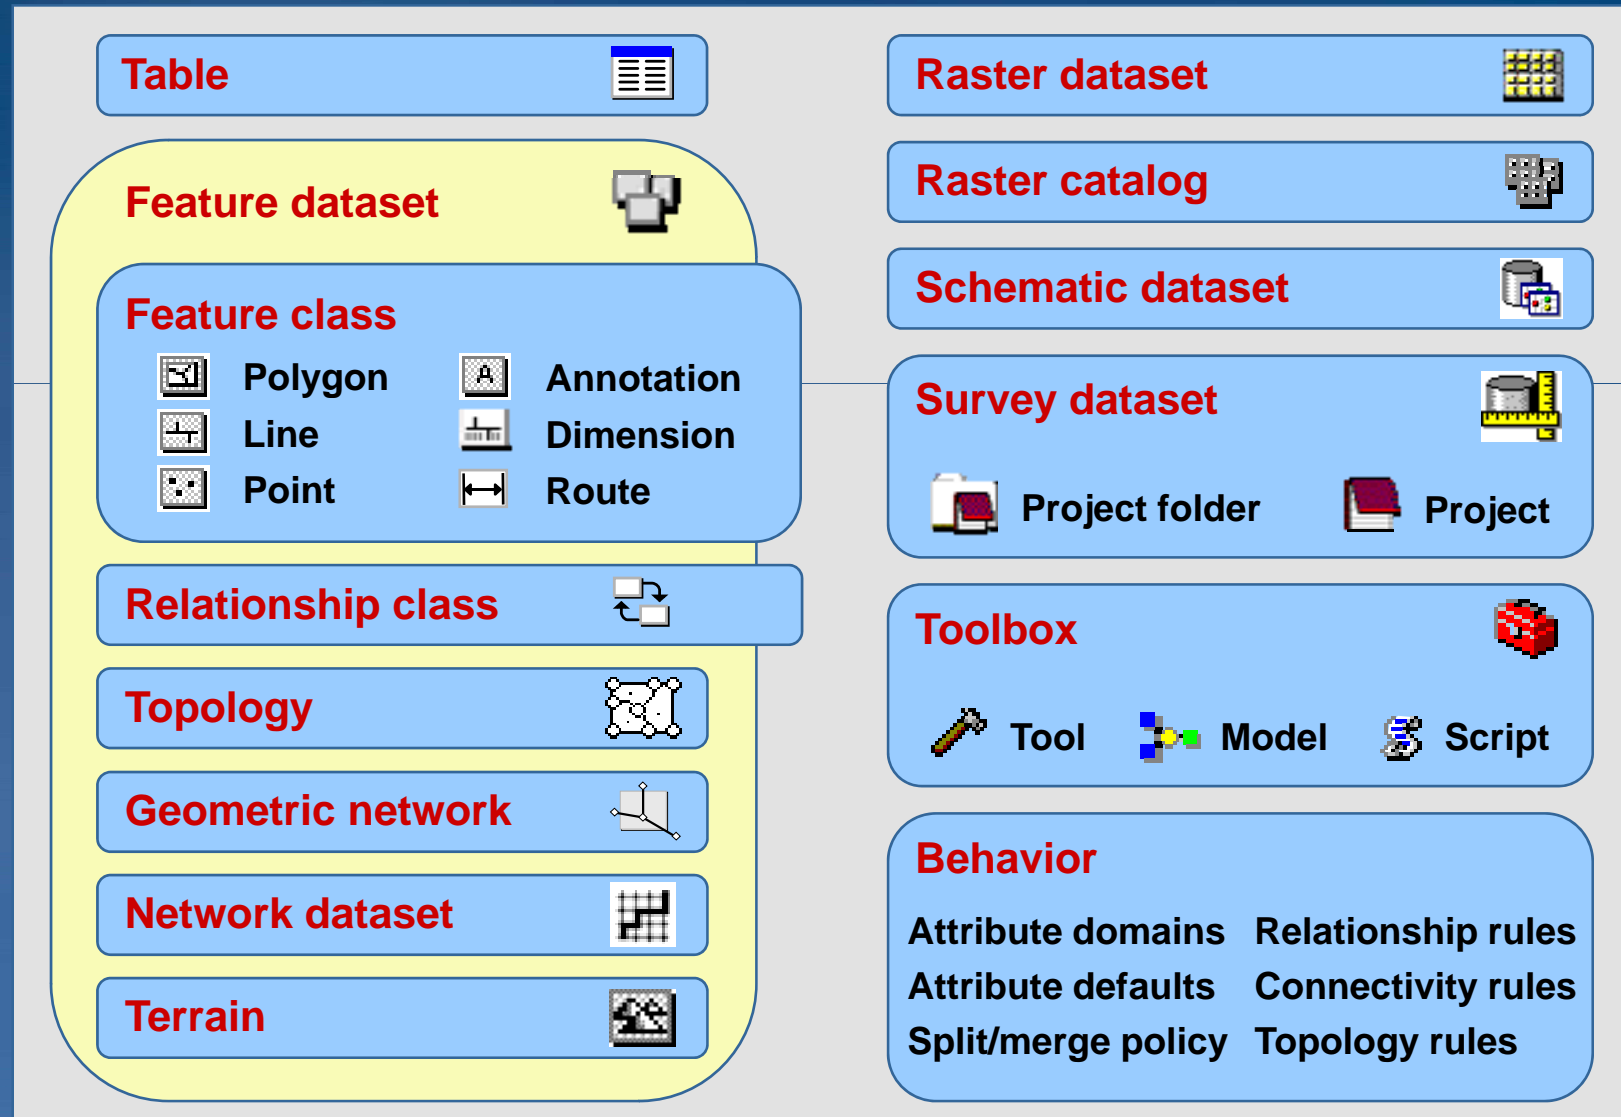 Table
Feature dataset
Feature class
Polygon Annotation
Line Dimension
Point Route
Relationship class
Topology
Geometric network
Network dataset
Terrain
Raster dataset
Raster catalog
Schematic dataset
Survey dataset
Project folder Project
Toolbox
Tool Model Script
Behavior
Attribute domains Relationship rules
Attribute defaults Connectivity rules
Split/merge policy Topology rules